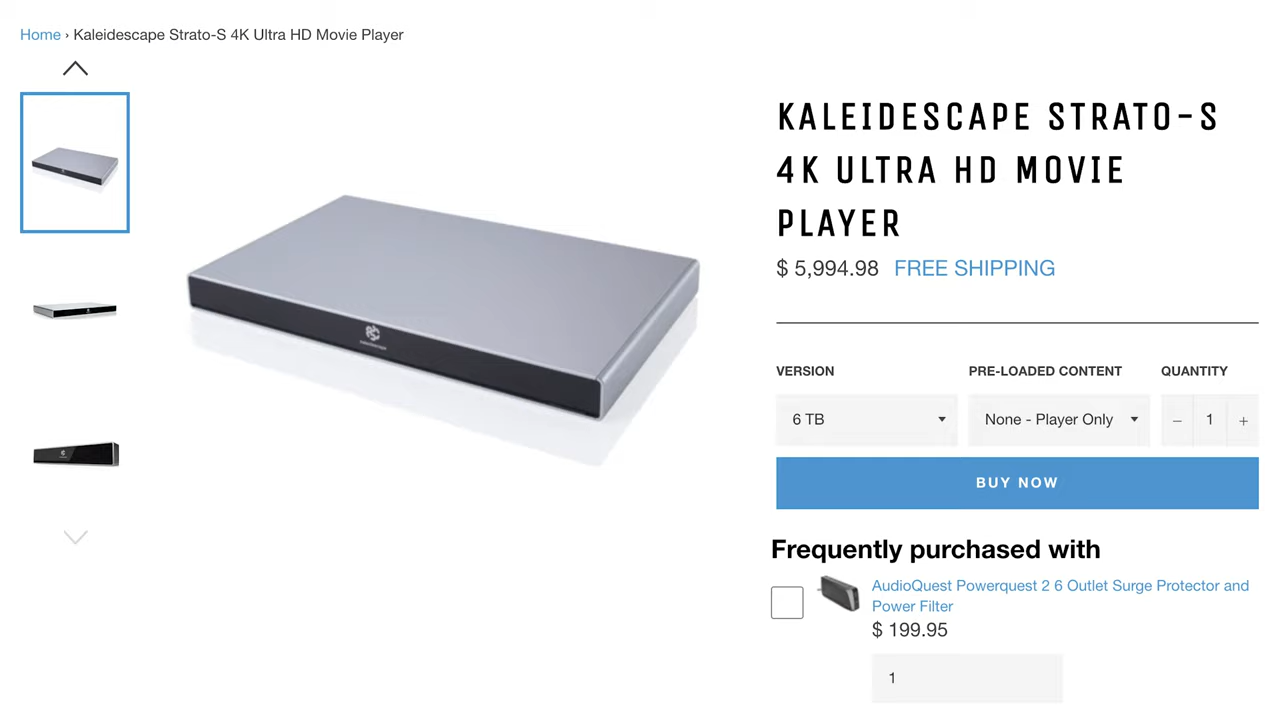 Home › Kaleidescape Strato-S 4K Ultra HD Movie Player
KALEIDESCAPE STRATO-S
4K ULTRA HD MOVIE
PLAYER
$ 5,994.98 FREE SHIPPING
VERSION PRE-LOADED CONTENT QUANTITY
6 TB None - Player Only − 1 +
BUY NOW
Frequently purchased with
AudioQuest Powerquest 2 6 Outlet Surge Protector and
Power Filter
$ 199.95
1